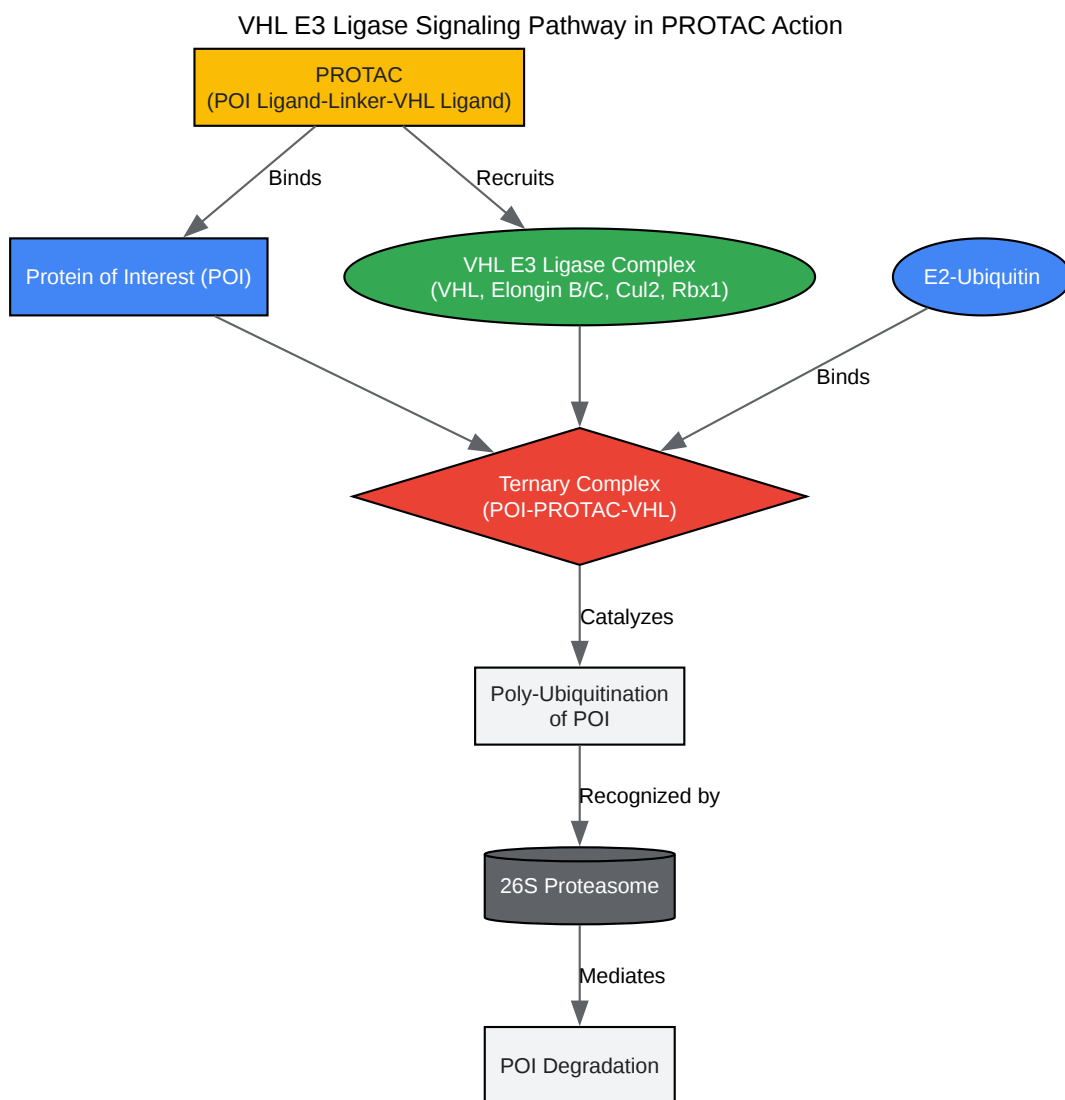 VHL E3 Ligase Signaling Pathway in PROTAC Action
PROTAC
(POI Ligand-Linker-VHL Ligand)
Binds
Recruits
Protein of Interest (POI)
VHL E3 Ligase Complex
(VHL, Elongin B/C, Cul2, Rbx1)
E2-Ubiquitin
Binds
Ternary Complex
(POI-PROTAC-VHL)
Catalyzes
Poly-Ubiquitination
of POI
Recognized by
26S Proteasome
Mediates
POI Degradation